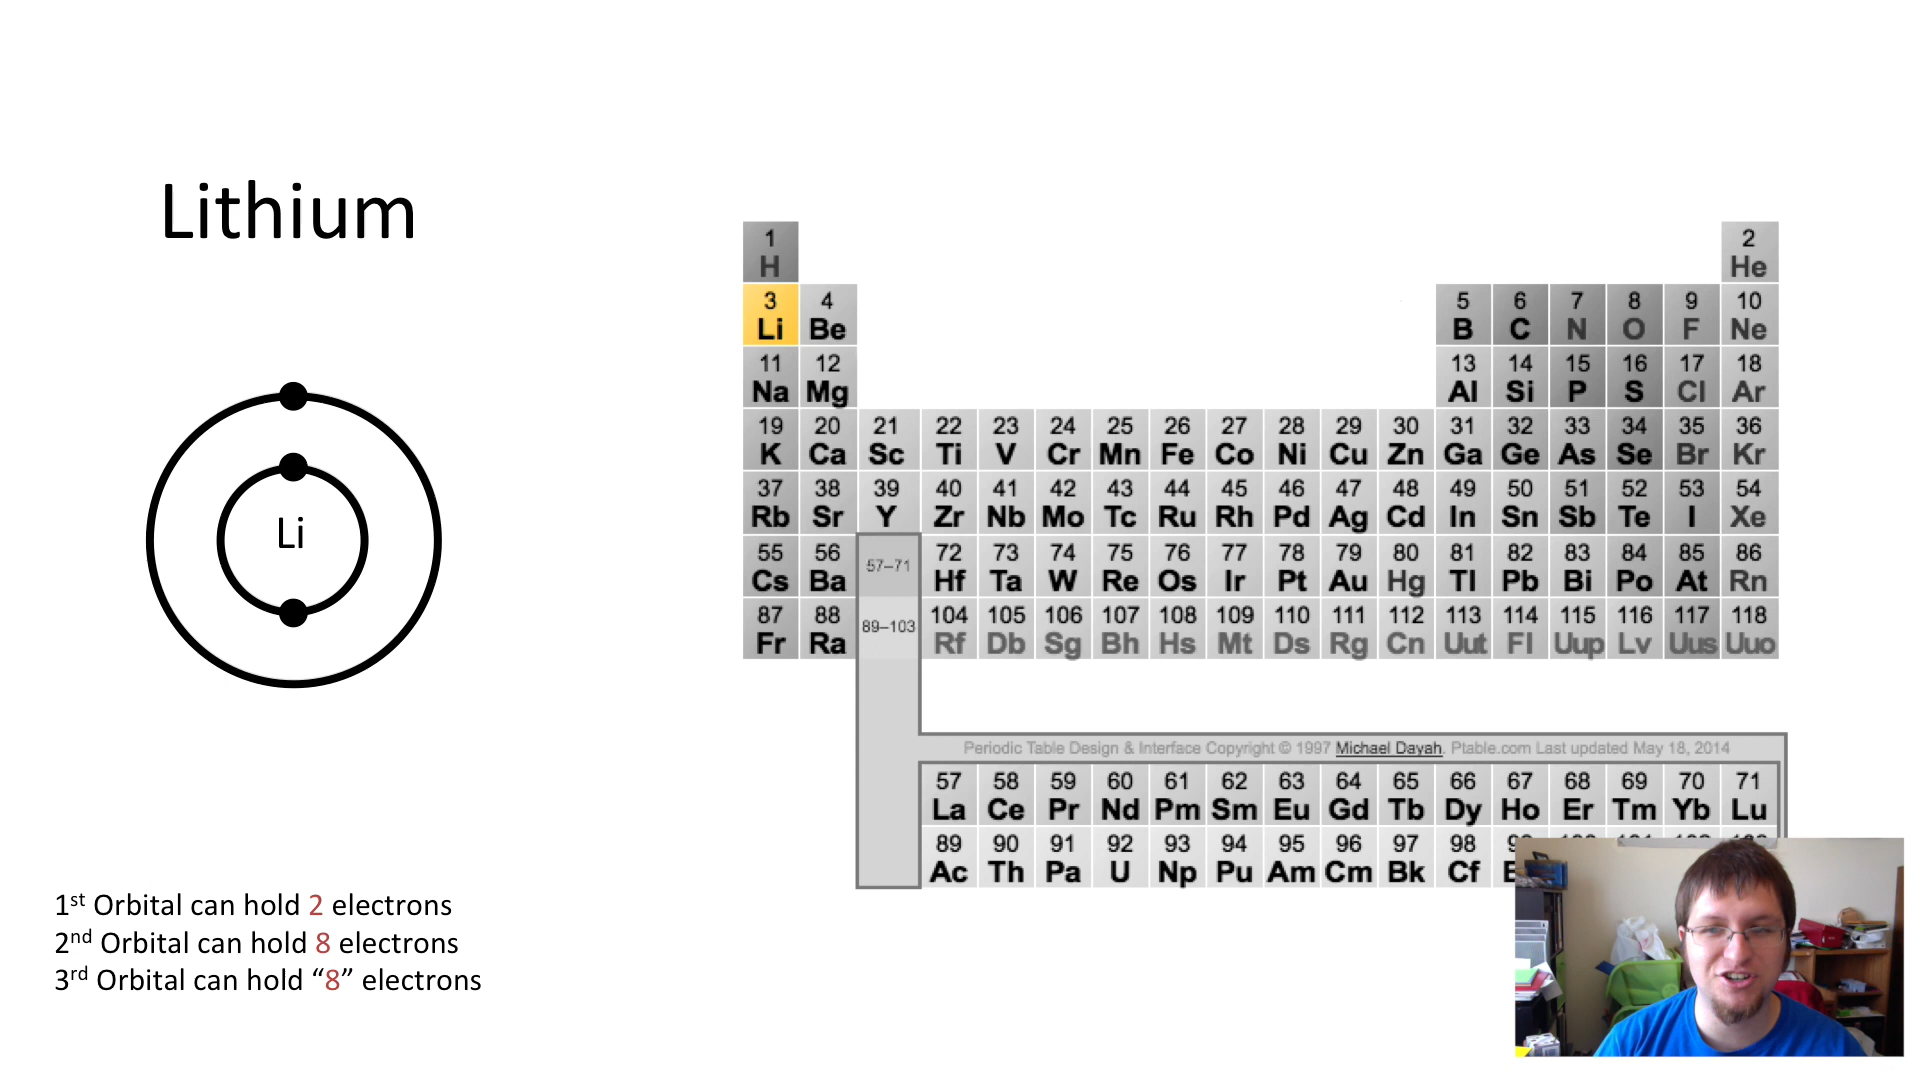 Lithium
Li
1st Orbital can hold 2 electrons
2nd Orbital can hold 8 electrons
3rd Orbital can hold “8” electrons
1 2
H He
3 4 5 6 7 8 9 10
Li Be B C N O F Ne
11 12 13 14 15 16 17 18
Na Mg Al Si P S Cl Ar
19 20 21 22 23 24 25 26 27 28 29 30 31 32 33 34 35 36
K Ca Sc Ti V Cr Mn Fe Co Ni Cu Zn Ga Ge As Se Br Kr
37 38 39 40 41 42 43 44 45 46 47 48 49 50 51 52 53 54
Rb Sr Y Zr Nb Mo Tc Ru Rh Pd Ag Cd In Sn Sb Te I Xe
55 56 57–71 72 73 74 75 76 77 78 79 80 81 82 83 84 85 86
Cs Ba Hf Ta W Re Os Ir Pt Au Hg Tl Pb Bi Po At Rn
87 88 89–103 104 105 106 107 108 109 110 111 112 113 114 115 116 117 118
Fr Ra Rf Db Sg Bh Hs Mt Ds Rg Cn Uut Fl Uup Lv Uus Uuo
Periodic Table Design & Interface Copyright © 1997 Michael Dayah. Ptable.com Last updated May 18, 2014
57 58 59 60 61 62 63 64 65 66 67 68 69 70 71
La Ce Pr Nd Pm Sm Eu Gd Tb Dy Ho Er Tm Yb Lu
89 90 91 92 93 94 95 96 97 98
Ac Th Pa U Np Pu Am Cm Bk Cf